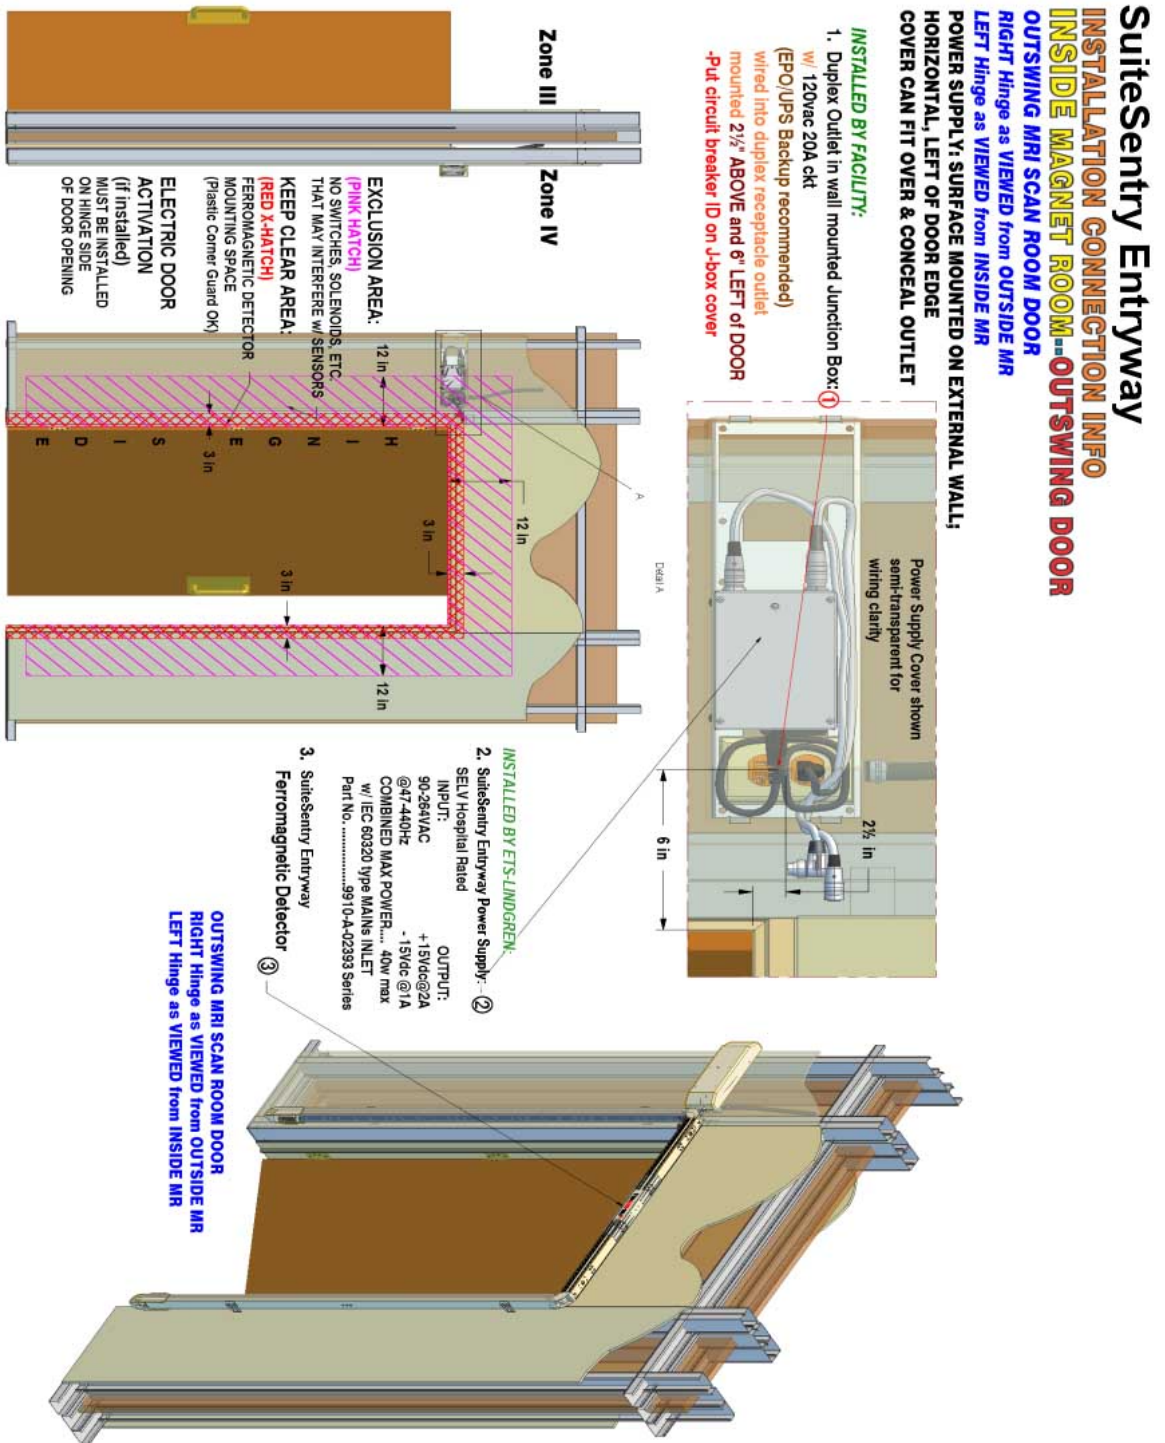 SuiteSentry Entryway
INSTALLATION CONNECTION INFO
INSIDE MAGNET ROOM--OUTSWING DOOR
OUTSWING MRI SCAN ROOM DOOR
RIGHT Hinge as VIEWED from OUTSIDE MR
LEFT Hinge as VIEWED from INSIDE MR
POWER SUPPLY: SURFACE MOUNTED ON EXTERNAL WALL;
HORIZONTAL, LEFT OF DOOR EDGE
COVER CAN FIT OVER & CONCEAL OUTLET
INSTALLED BY FACILITY:
1. Duplex Outlet in wall mounted Junction Box:
w/ 120vac 20A ckt
(EPO/UPS Backup recommended)
wired into duplex receptacle outlet
mounted 2½" ABOVE and 6" LEFT of DOOR
-Put circuit breaker ID on J-box cover
1
Power Supply Cover shown
semi-transparent for
wiring clarity
2½ in
6 in
Detail A
Zone III
Zone IV
EXCLUSION AREA:
(PINK HATCH)
NO SWITCHES, SOLENOIDS, ETC.
THAT MAY INTERFERE W/ SENSORS
KEEP CLEAR AREA:
(RED X-HATCH)
FERROMAGNETIC DETECTOR
MOUNTING SPACE
(Plastic Corner Guard OK)
ELECTRIC DOOR
ACTIVATION
(if installed)
MUST BE INSTALLED
ON HINGE SIDE
OF DOOR OPENING
A
12 in
12 in
3 in
3 in
3 in
12 in
H I N G E S I D E
INSTALLED BY ETS-LINDGREN:
2. SuiteSentry Entryway Power Supply: 2
SELV Hospital Rated
INPUT: OUTPUT:
90-264VAC +15Vdc@2A
@47-440Hz -15Vdc@1A
COMBINED MAX POWER.... 40w max
w/ IEC 60320 type MAINs INLET
Part No. ................9910-A-02393 Series
3. SuiteSentry Entryway
Ferromagnetic Detector 3
OUTSWING MRI SCAN ROOM DOOR
RIGHT Hinge as VIEWED from OUTSIDE MR
LEFT Hinge as VIEWED from INSIDE MR